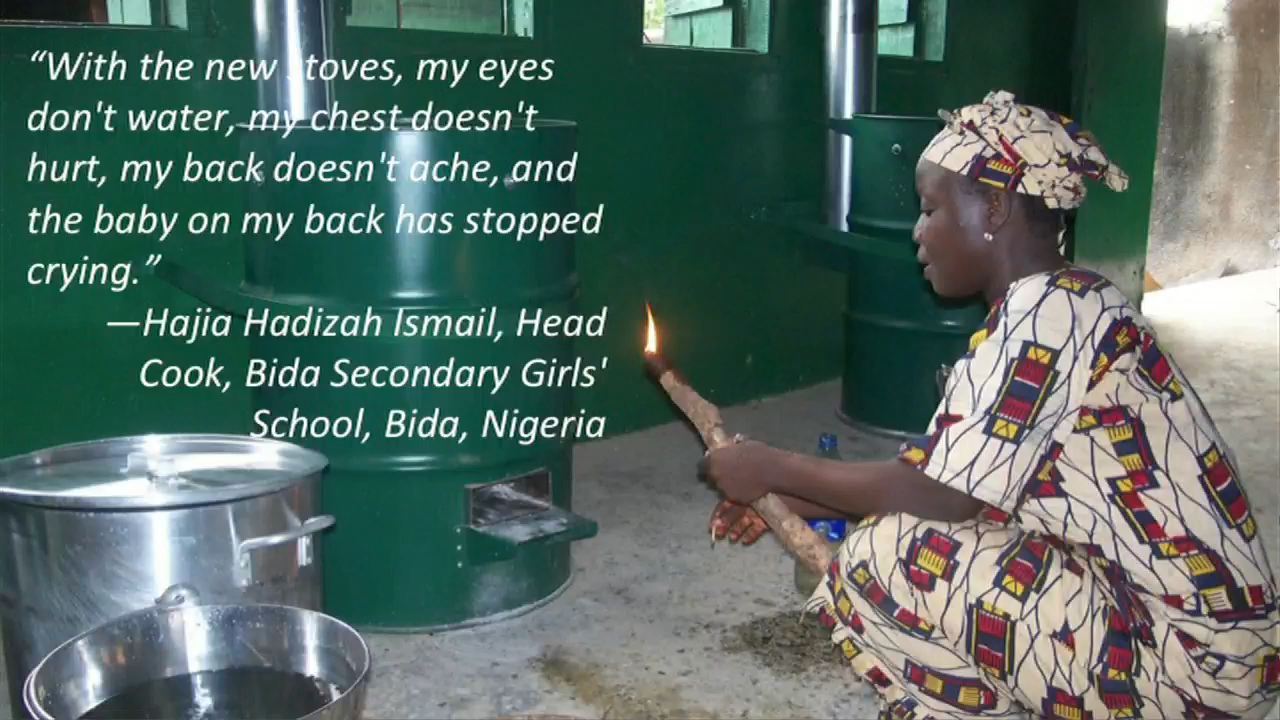 “With the new stoves, my eyes
don't water, my chest doesn't
hurt, my back doesn't ache, and
the baby on my back has stopped
crying.”
—Hajia Hadizah Ismail, Head
Cook, Bida Secondary Girls'
School, Bida, Nigeria